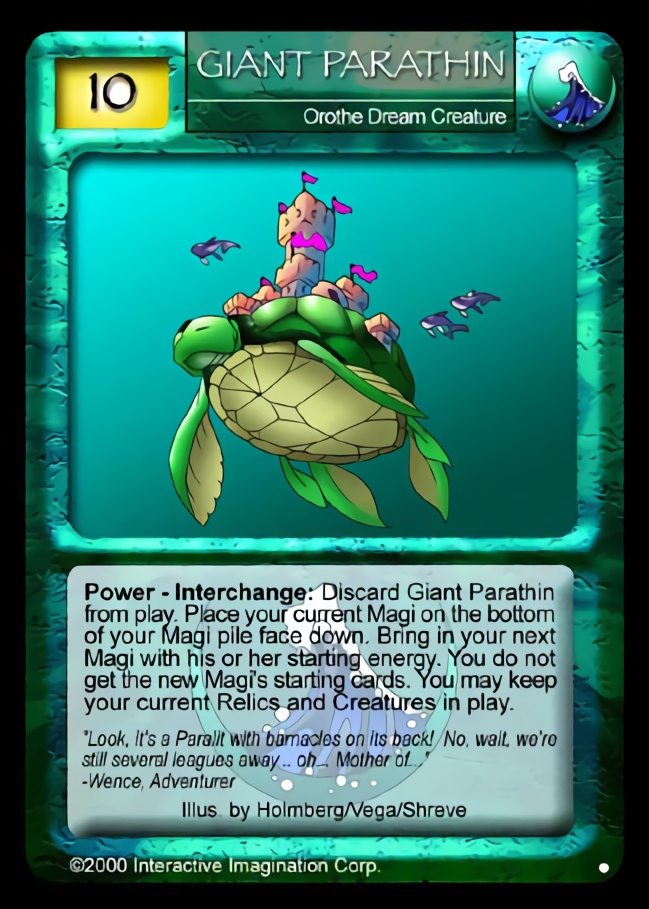 10
GIANT PARATHIN
Orothe Dream Creature
Power - Interchange: Discard Giant Parathin
from play. Place your current Magi on the bottom
of your Magi pile face down. Bring in your next
Magi with his or her starting energy. You do not
get the new Magi's starting cards. You may keep
your current Relics and Creatures in play.
"Look, it's a Paralit with barnacles on its back! No, wait, we're
still several leagues away... oh... Mother of..."
-Wence, Adventurer
Illus. by Holmberg/Vega/Shreve
©2000 Interactive Imagination Corp.